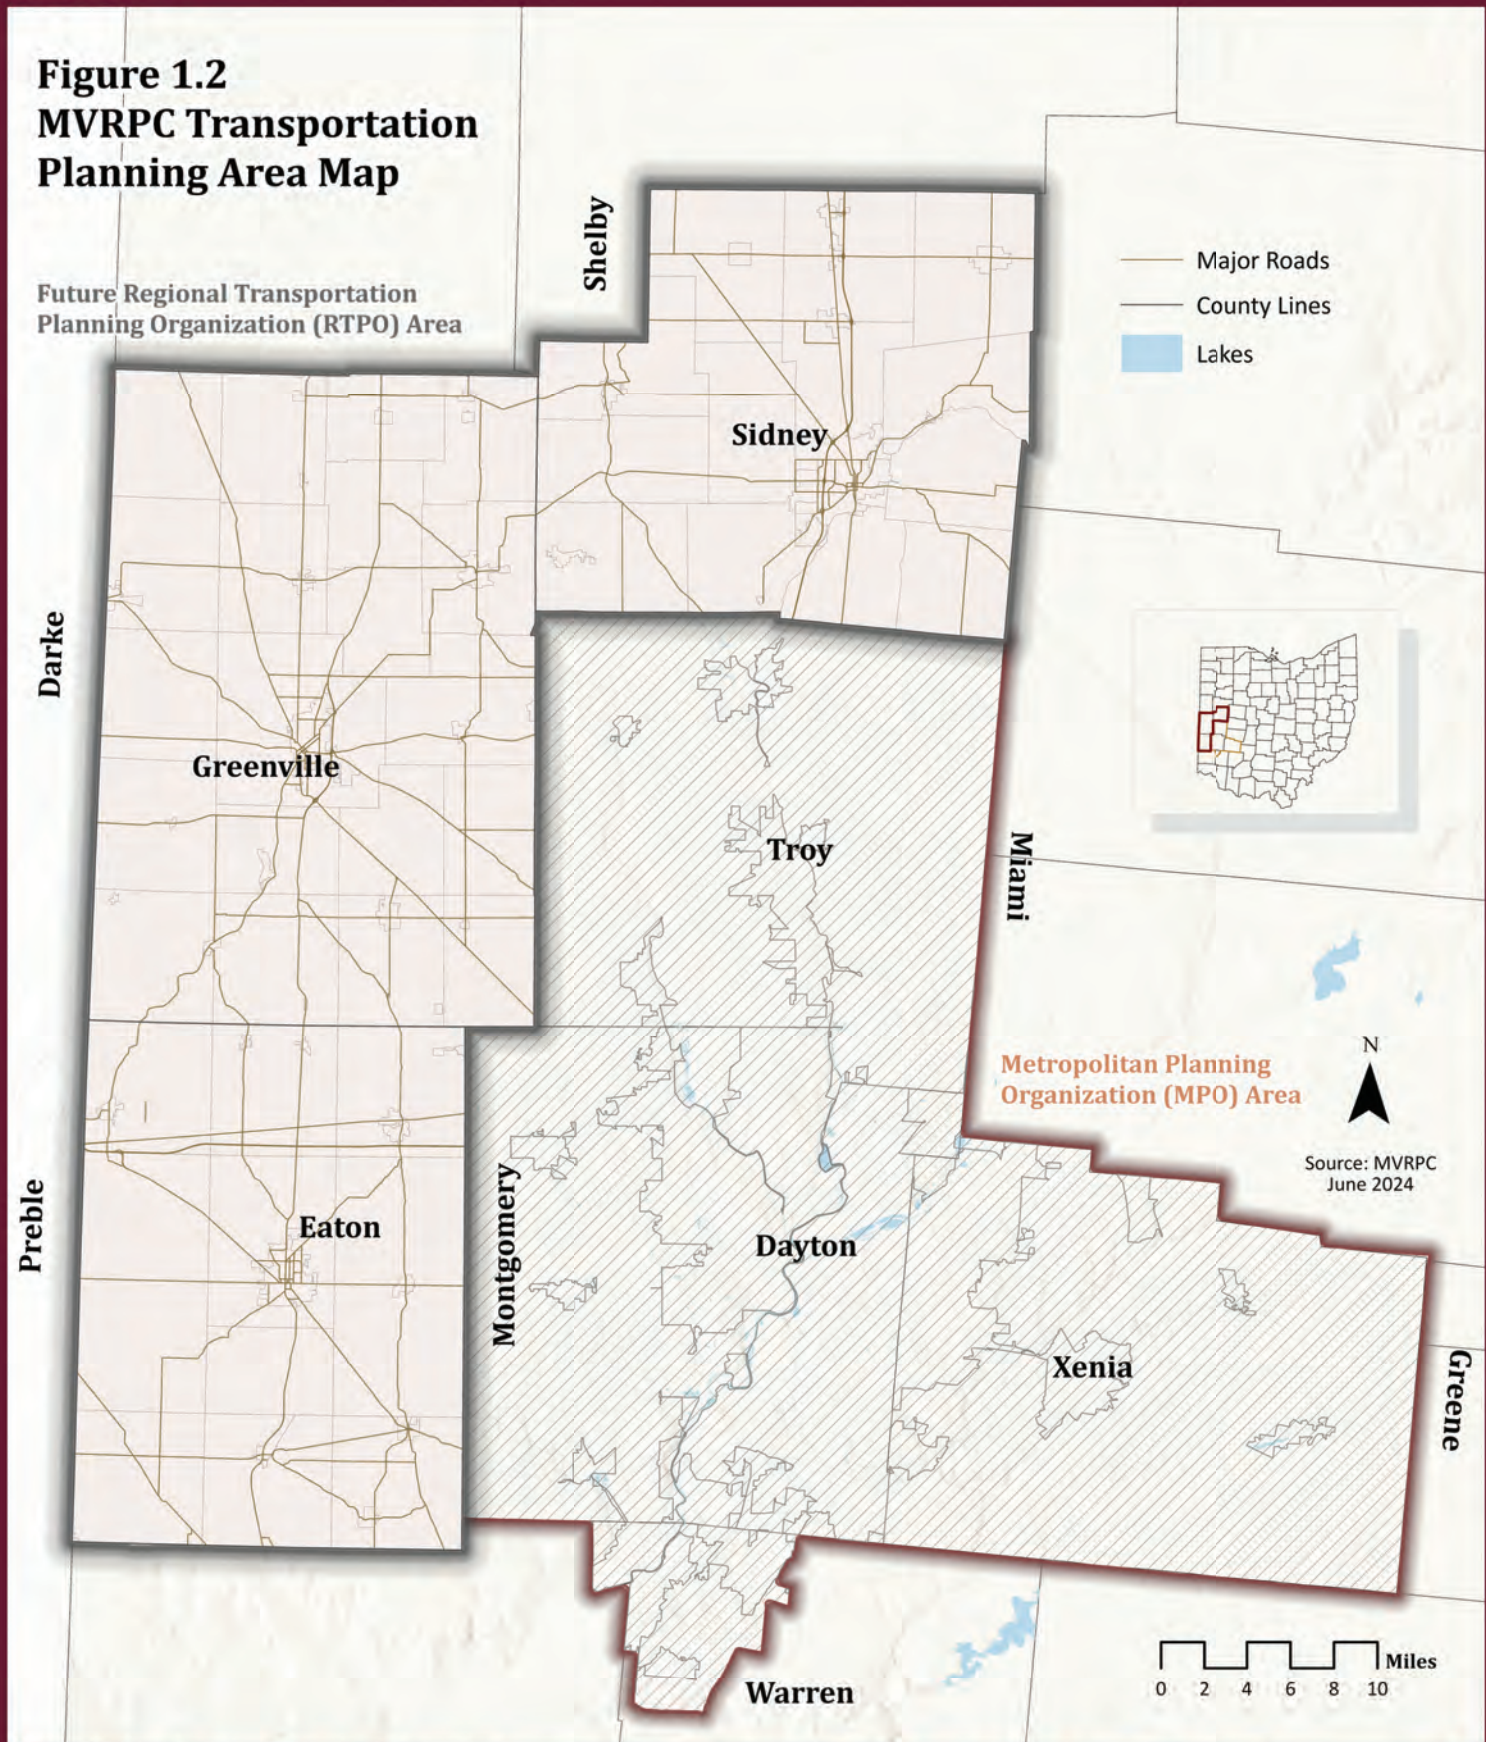 Figure 1.2
MVRPC Transportation
Planning Area Map
Future Regional Transportation
Planning Organization (RTPO) Area
Shelby
Major Roads
County Lines
Lakes
Sidney
Darke
Greenville
Troy
Miami
Metropolitan Planning
Organization (MPO) Area
N
Source: MVRPC
June 2024
Preble
Eaton
Montgomery
Dayton
Xenia
Greene
Warren
Miles
0 2 4 6 8 10